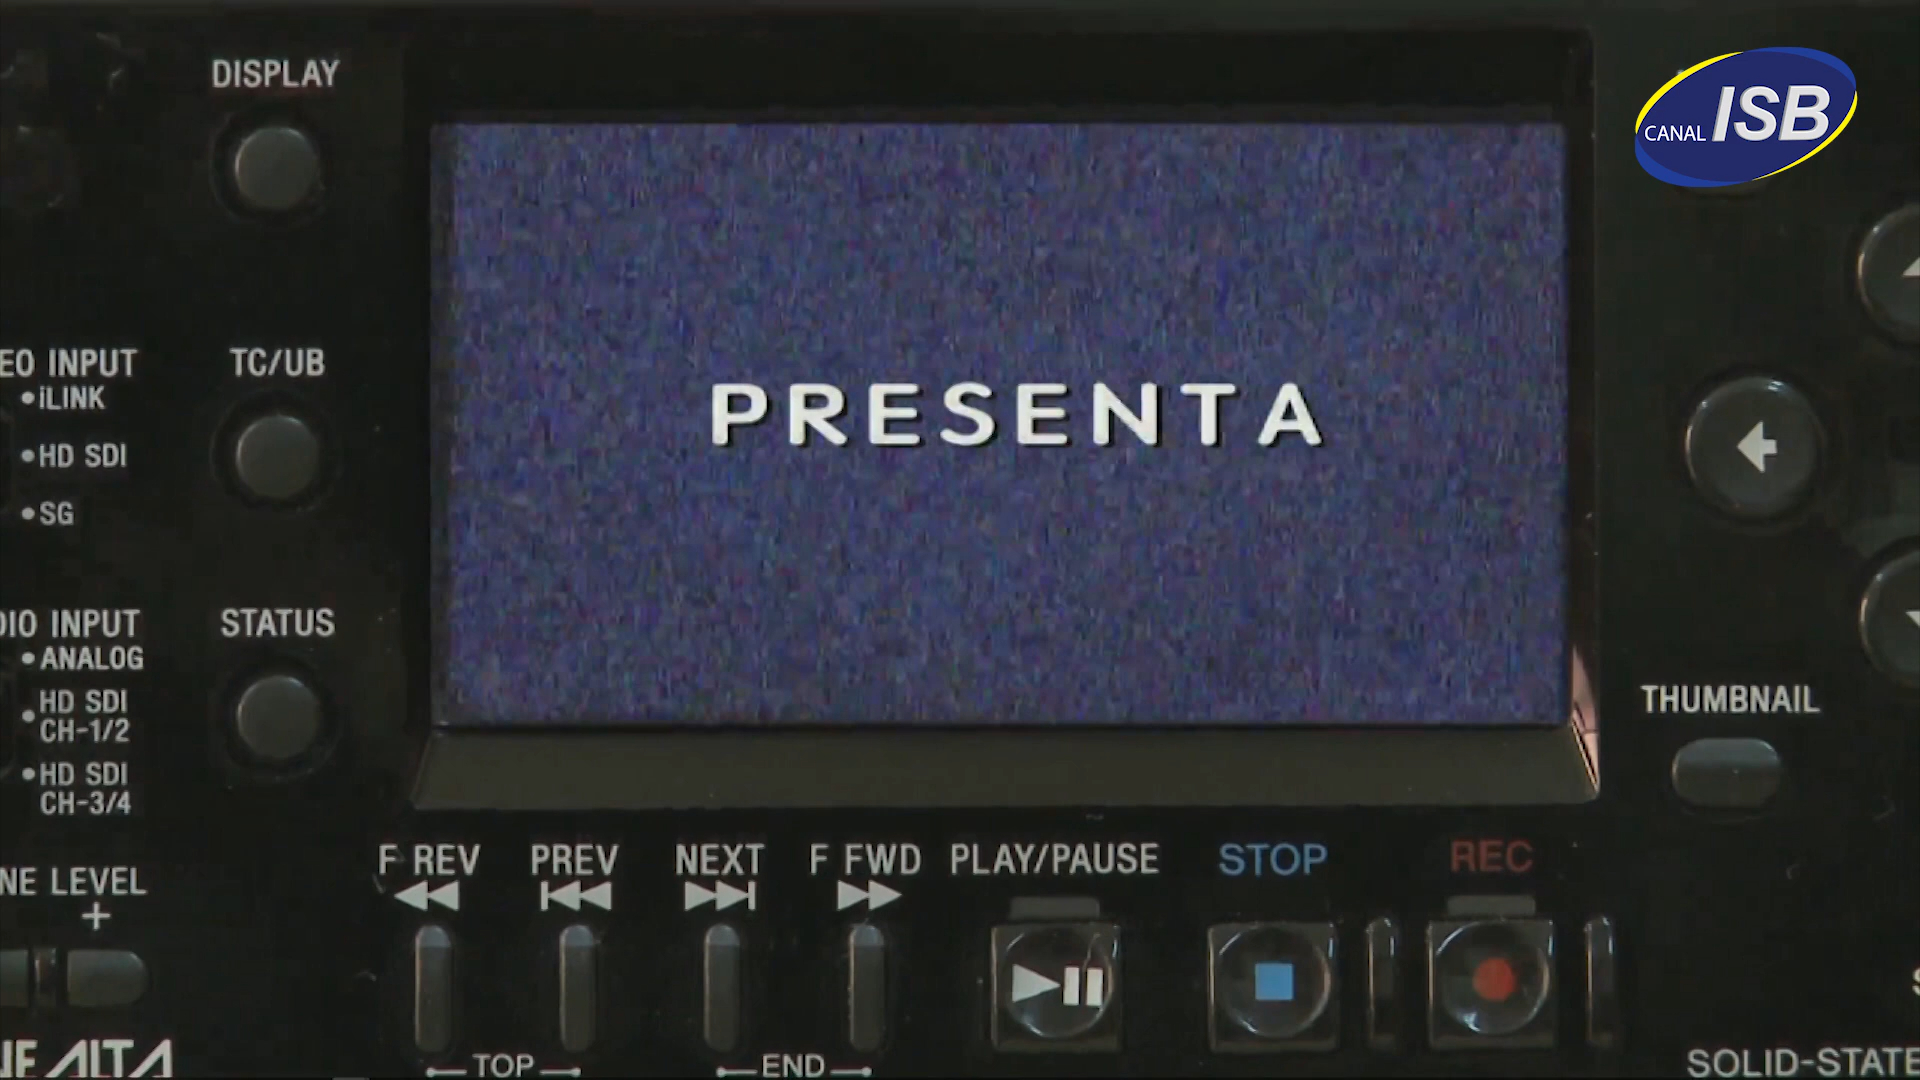 DISPLAY
CANAL ISB
EO INPUT
•iLINK
•HD SDI
•SG
TC/UB
PRESENTA
DIO INPUT
•ANALOG
•HD SDI
CH-1/2
•HD SDI
CH-3/4
STATUS
THUMBNAIL
NE LEVEL
+
F REV
PREV
NEXT
F FWD
PLAY/PAUSE
STOP
REC
TOP
END
SOLID-STATE